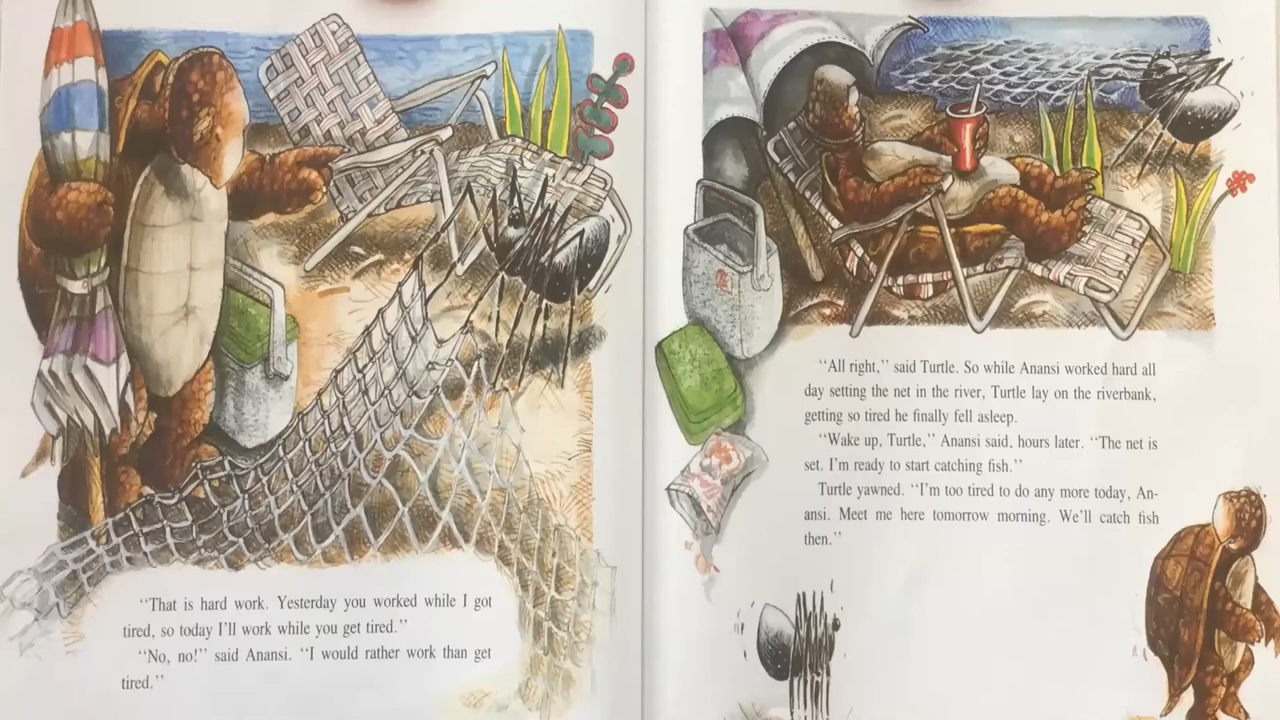 “That is hard work. Yesterday you worked while I got
tired, so today I'll work while you get tired.”
“No, no!” said Anansi. “I would rather work than get
tired.”
“All right,” said Turtle. So while Anansi worked hard all
day setting the net in the river, Turtle lay on the riverbank,
getting so tired he finally fell asleep.
“Wake up, Turtle,” Anansi said, hours later. “The net is
set. I'm ready to start catching fish.”
Turtle yawned. “I'm too tired to do any more today, An-
ansi. Meet me here tomorrow morning. We'll catch fish
then.”